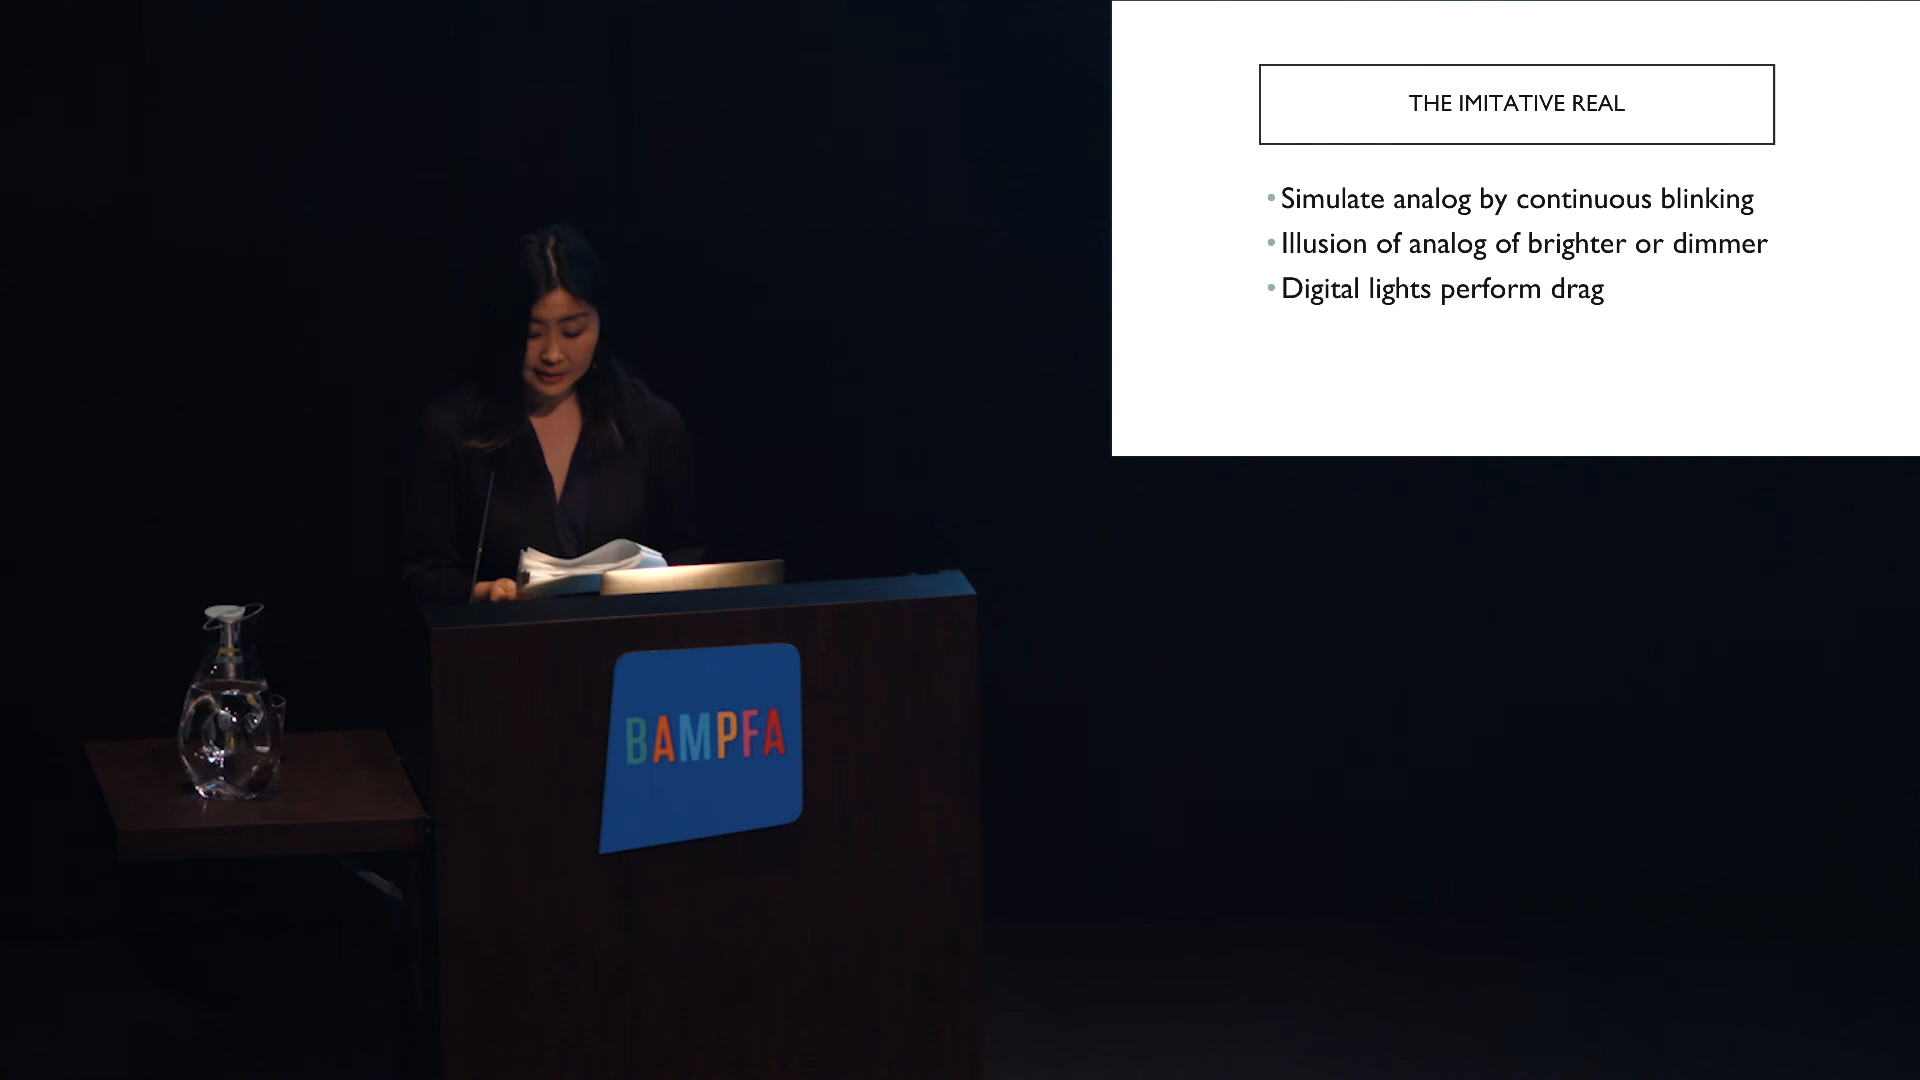 THE IMITATIVE REAL
• Simulate analog by continuous blinking
• Illusion of analog of brighter or dimmer
• Digital lights perform drag
BAMPFA